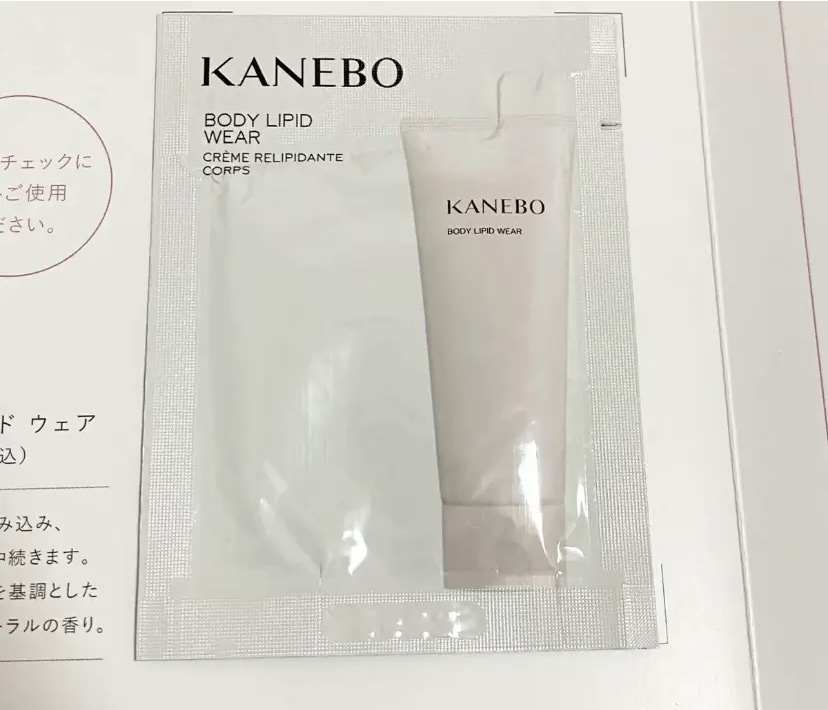 KANEBO
BODY LIPID
WEAR
CRÈME RELIPIDANTE
CORPS
KANEBO
BODY LIPID WEAR
チェックに
ご使用
ださい。
ド ウェア
込)
み込み、
中続きます。
を基調とした
ーラルの香り。